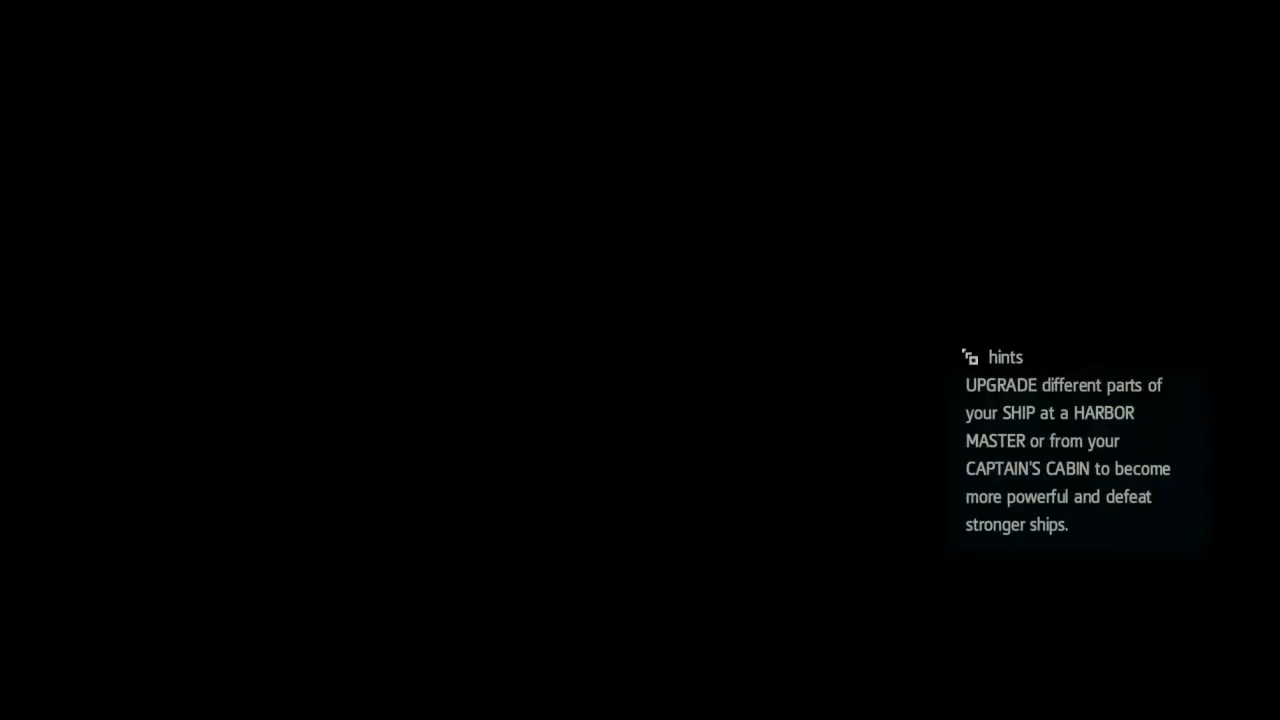 hints
UPGRADE different parts of
your SHIP at a HARBOR
MASTER or from your
CAPTAIN'S CABIN to become
more powerful and defeat
stronger ships.